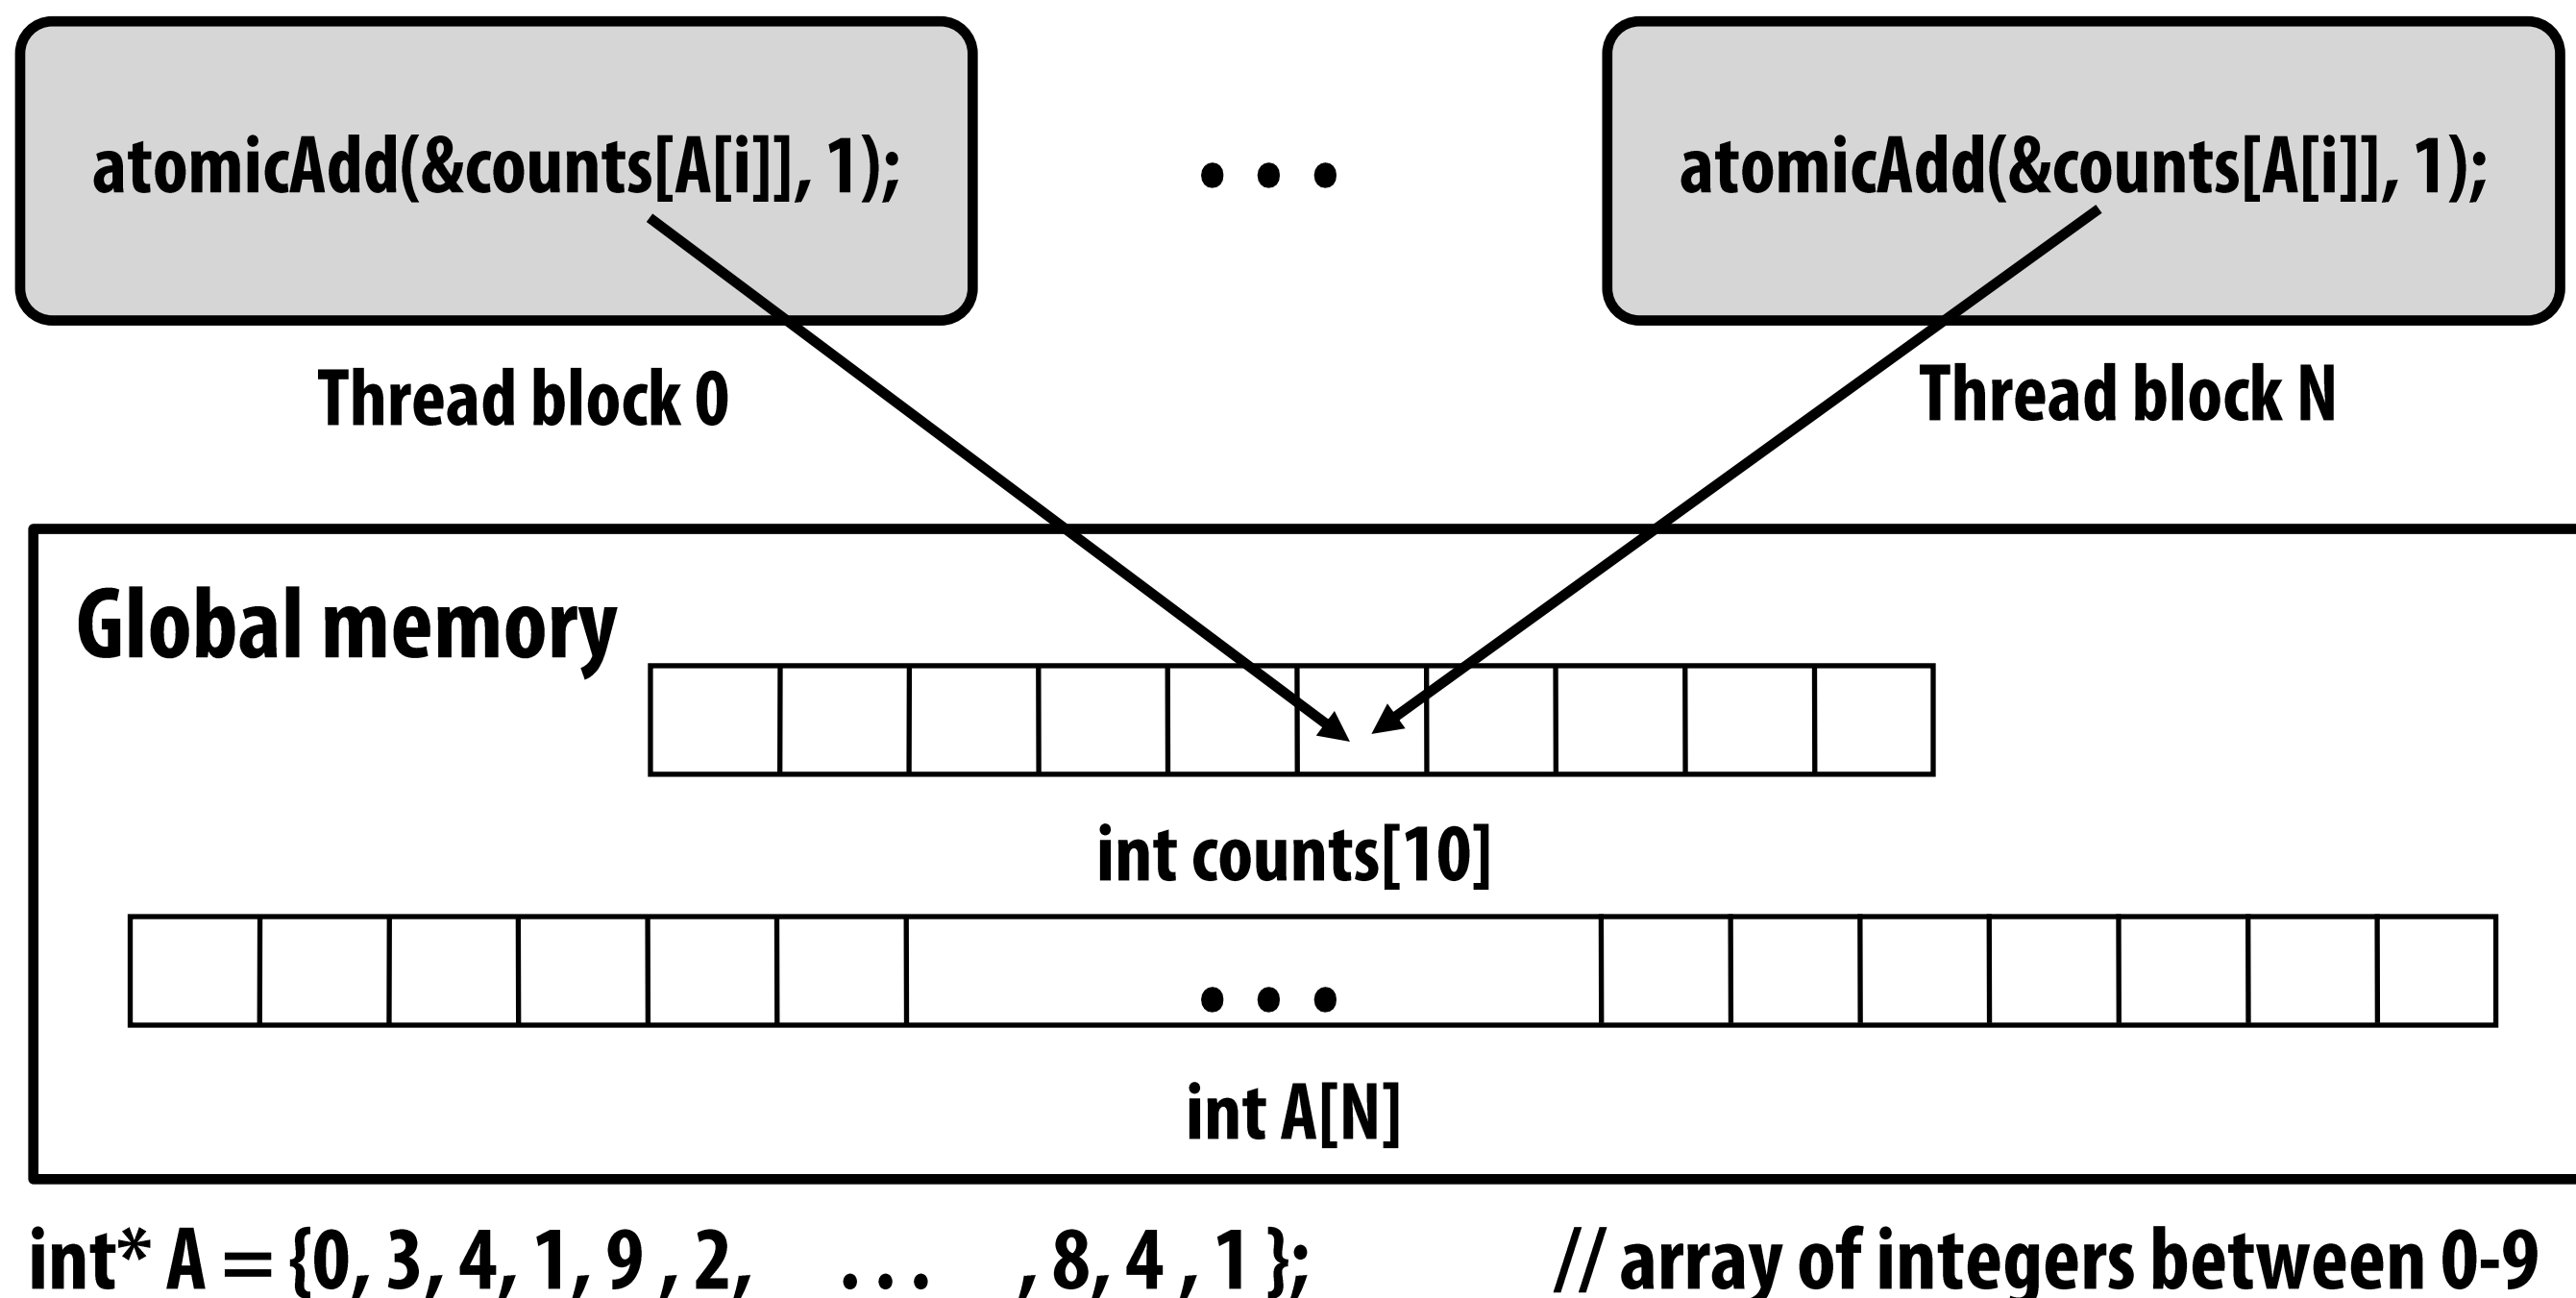 atomicAdd(&counts[A[i]], 1);
. . .
atomicAdd(&counts[A[i]], 1);
Thread block 0
Thread block N
Global memory
int counts[10]
. . .
int A[N]
int* A = {0, 3, 4, 1, 9 , 2, . . . , 8, 4 , 1 }; // array of integers between 0-9